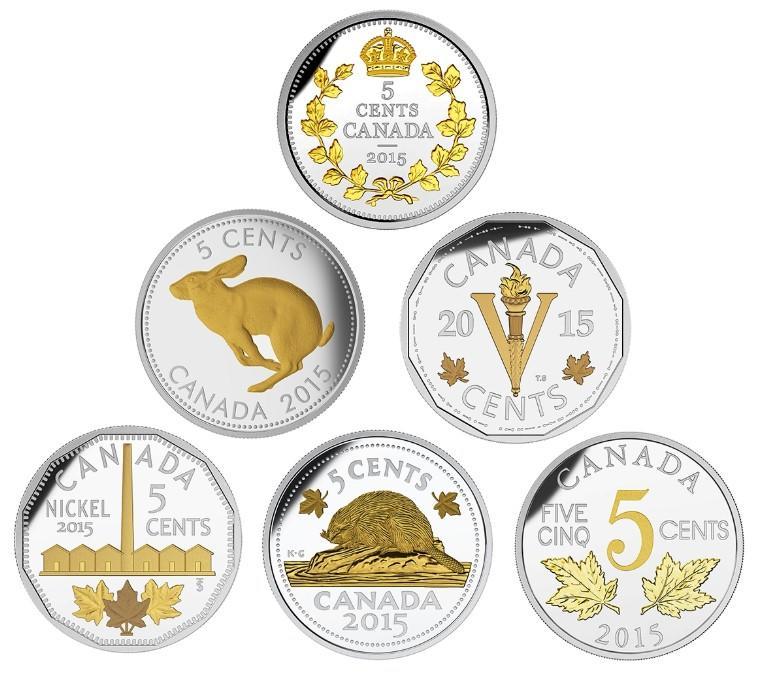 5
CENTS
CANADA
2015
5 CENTS
CANADA 2015
CANADA
20 15
T.S
CENTS
CANADA
NICKEL 5
2015 CENTS
5 CENTS
K·G
CANADA
2015
CANADA
FIVE 5 CENTS
CINQ
2015